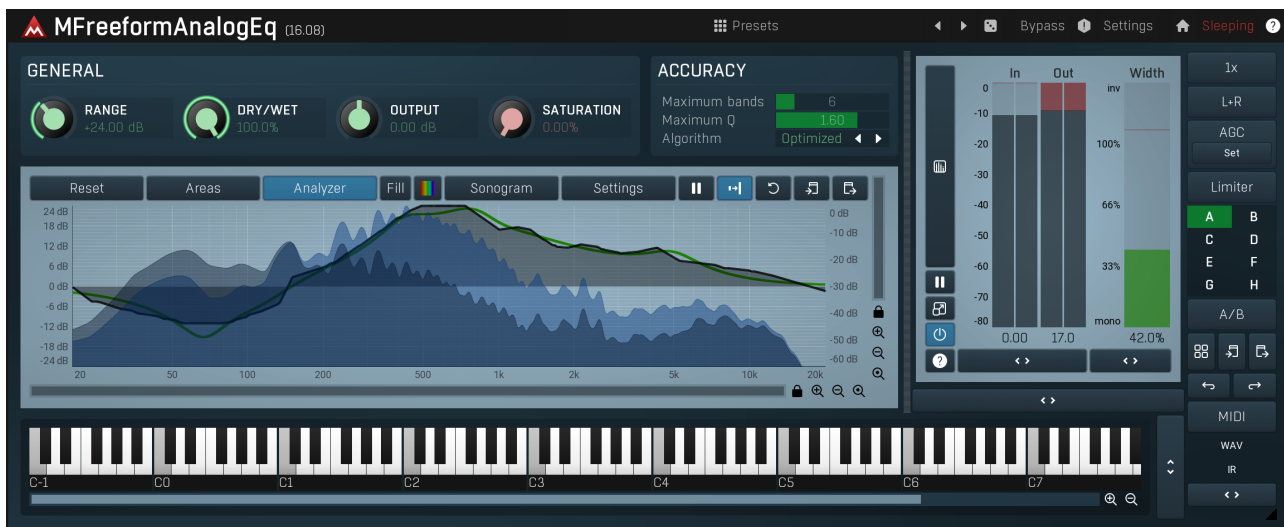 MFreeformAnalogEq (16.08)
Presets
Bypass
Settings
Sleeping
?
GENERAL
RANGE
+24.00 dB
DRY/WET
100.0%
OUTPUT
0.00 dB
SATURATION
0.00%
ACCURACY
Maximum bands 6
Maximum Q 1.60
Algorithm Optimized
Reset Areas Analyzer Fill Sonogram Settings
24 dB
18 dB
12 dB
6 dB
0 dB
-6 dB
-12 dB
-18 dB
-24 dB
0 dB
-10 dB
-20 dB
-30 dB
-40 dB
-50 dB
-60 dB
20 50 100 200 500 1k 2k 5k 10k 20k
In Out Width
0
-10
-20
-30
-40
-50
-60
-70
-80
inv
100%
66%
33%
mono
0.00 17.0 42.0%
?
1x
L+R
AGC
Set
Limiter
A B
C D
E F
G H
A/B
MIDI
WAV
IR
C-1 C0 C1 C2 C3 C4 C5 C6 C7